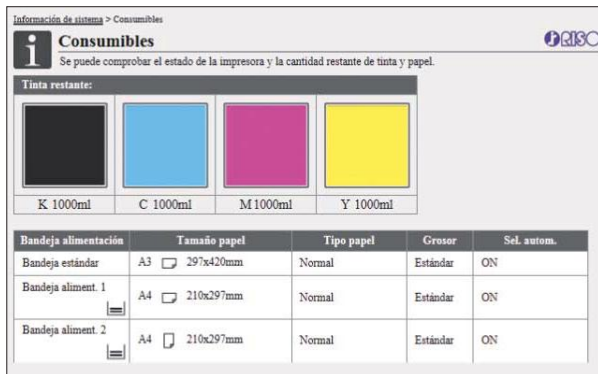 Información de sistema > Consumibles
Consumibles
RISO
Se puede comprobar el estado de la impresora y la cantidad restante de tinta y papel.
Tinta restante:
K 1000ml C 1000ml M1000ml Y 1000ml
Bandeja alimentación Tamaño papel Tipo papel Grosor Sel. autom.
Bandeja estándar A3 297x420mm Normal Estándar ON
Bandeja aliment. 1 A4 210x297mm Normal Estándar ON
Bandeja aliment. 2 A4 210x297mm Normal Estándar ON